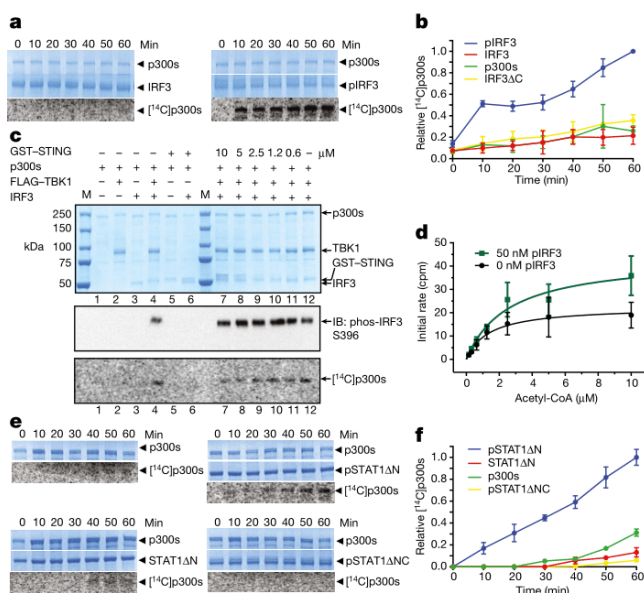 a
0 10 20 30 40 50 60 Min
p300s
IRF3
[14C]p300s
0 10 20 30 40 50 60 Min
p300s
pIRF3
[14C]p300s
b
pIRF3
IRF3
p300s
IRF3ΔC
Relative [14C]p300s
1.0
0.8
0.6
0.4
0.2
0.0
0 10 20 30 40 50 60
Time (min)
c
GST–STING – – – – + + 10 5 2.5 1.2 0.6 – μM
p300s + + + + + + + + + + + +
FLAG–TBK1 – + – + – – + + + + + +
IRF3 M – – + + – + M + + + + + +
kDa
250
150
100
75
50
p300s
TBK1
GST–STING
IRF3
1 2 3 4 5 6 7 8 9 10 11 12
IB: phos-IRF3
S396
[14C]p300s
1 2 3 4 5 6 7 8 9 10 11 12
d
50 nM pIRF3
0 nM pIRF3
Initial rate (cpm)
50
40
30
20
10
0
0 2 4 6 8 10
Acetyl-CoA (μM)
e
0 10 20 30 40 50 60 Min
p300s
[14C]p300s
0 10 20 30 40 50 60 Min
p300s
pSTAT1ΔN
[14C]p300s
0 10 20 30 40 50 60 Min
p300s
STAT1ΔN
[14C]p300s
0 10 20 30 40 50 60 Min
p300s
pSTAT1ΔNC
[14C]p300s
f
pSTAT1ΔN
STAT1ΔN
p300s
pSTAT1ΔNC
Relative [14C]p300s
1.0
0.8
0.6
0.4
0.2
0.0
0 10 20 30 40 50 60
Time (min)